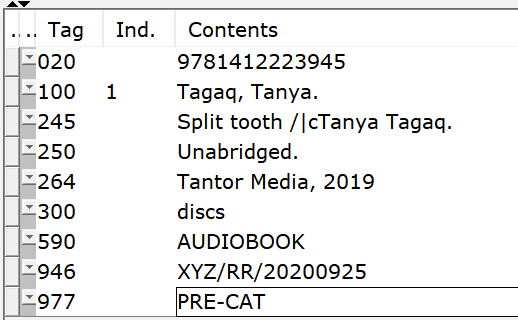 .. .. Tag Ind. Contents
020 9781412223945
100 1 Tagaq, Tanya.
245 Split tooth /|cTanya Tagaq.
250 Unabridged.
264 Tantor Media, 2019
300 discs
590 AUDIOBOOK
946 XYZ/RR/20200925
977 PRE-CAT